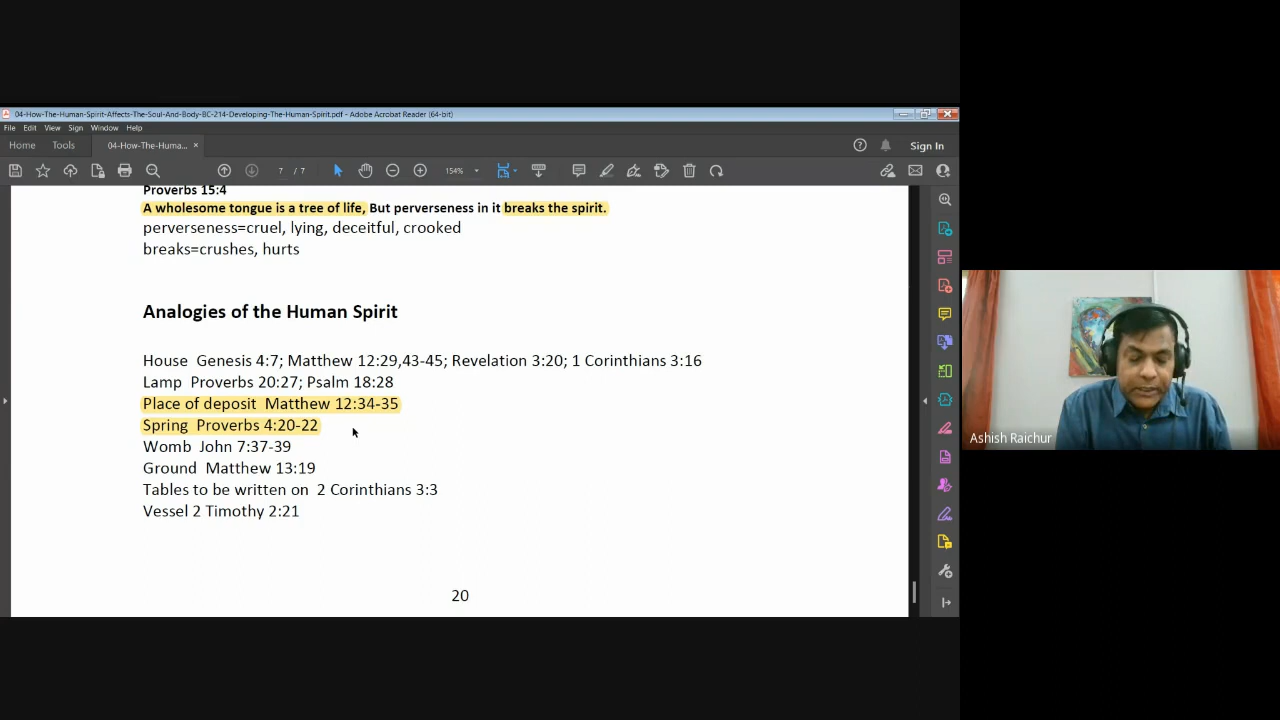 04-How-The-Human-Spirit-Affects-The-Soul-And-Body-BC-214-Developing-The-Human-Spirit.pdf - Adobe Acrobat Reader (64-bit)
File Edit View Sign Window Help
Home Tools 04-How-The-Huma... × Sign In
7 / 7 154%
Proverbs 15:4
A wholesome tongue is a tree of life, But perverseness in it breaks the spirit.
perverseness=cruel, lying, deceitful, crooked
breaks=crushes, hurts
Analogies of the Human Spirit
House Genesis 4:7; Matthew 12:29,43-45; Revelation 3:20; 1 Corinthians 3:16
Lamp Proverbs 20:27; Psalm 18:28
Place of deposit Matthew 12:34-35
Spring Proverbs 4:20-22
Womb John 7:37-39
Ground Matthew 13:19
Tables to be written on 2 Corinthians 3:3
Vessel 2 Timothy 2:21
20
Ashish Raichur